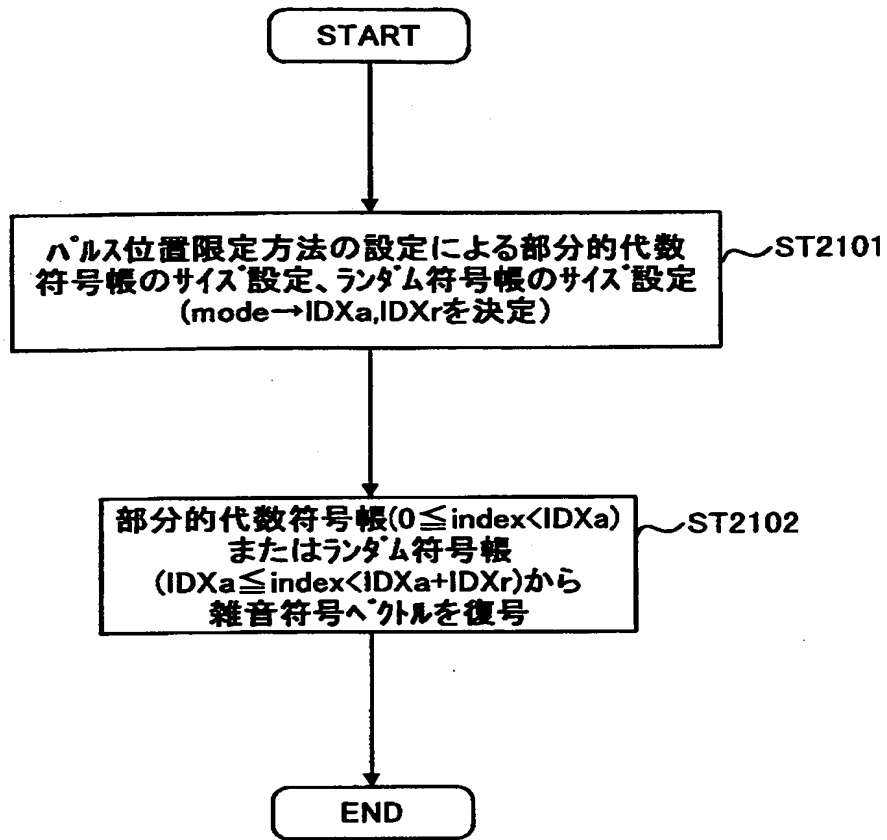 START
パルス位置限定方法の設定による部分的代数
符号帳のサイズ設定、ランダム符号帳のサイズ設定
(mode→IDXa,IDXrを決定)
ST2101
部分的代数符号帳(0≦index<IDXa)
またはランダム符号帳
(IDXa≦index<IDXa+IDXr)から
雑音符号ベクトルを復号
ST2102
END